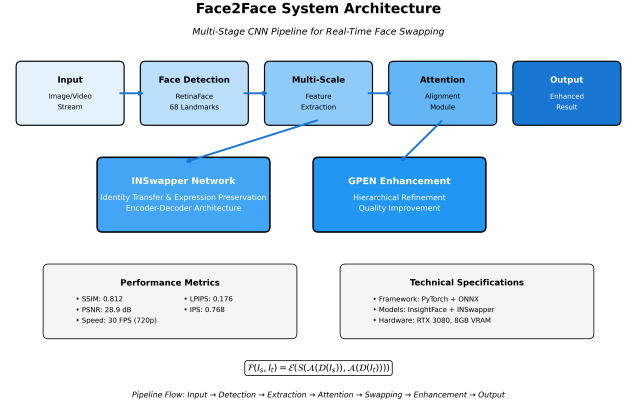 Face2Face System Architecture
Multi-Stage CNN Pipeline for Real-Time Face Swapping
Input
Image/Video
Stream
Face Detection
RetinaFace
68 Landmarks
Multi-Scale
Feature
Extraction
Attention
Alignment
Module
Output
Enhanced
Result
INSwapper Network
Identity Transfer & Expression Preservation
Encoder-Decoder Architecture
GPEN Enhancement
Hierarchical Refinement
Quality Improvement
Performance Metrics
• SSIM: 0.812
• PSNR: 28.9 dB
• Speed: 30 FPS (720p)
• LPIPS: 0.176
• IPS: 0.768
Technical Specifications
• Framework: PyTorch + ONNX
• Models: InsightFace + INSwapper
• Hardware: RTX 3080, 8GB VRAM
ℱ(Iₛ, Iₜ) = ℰ(S(𝒜(𝒟(Iₛ)), 𝒜(𝒟(Iₜ))))
Pipeline Flow: Input → Detection → Extraction → Attention → Swapping → Enhancement → Output